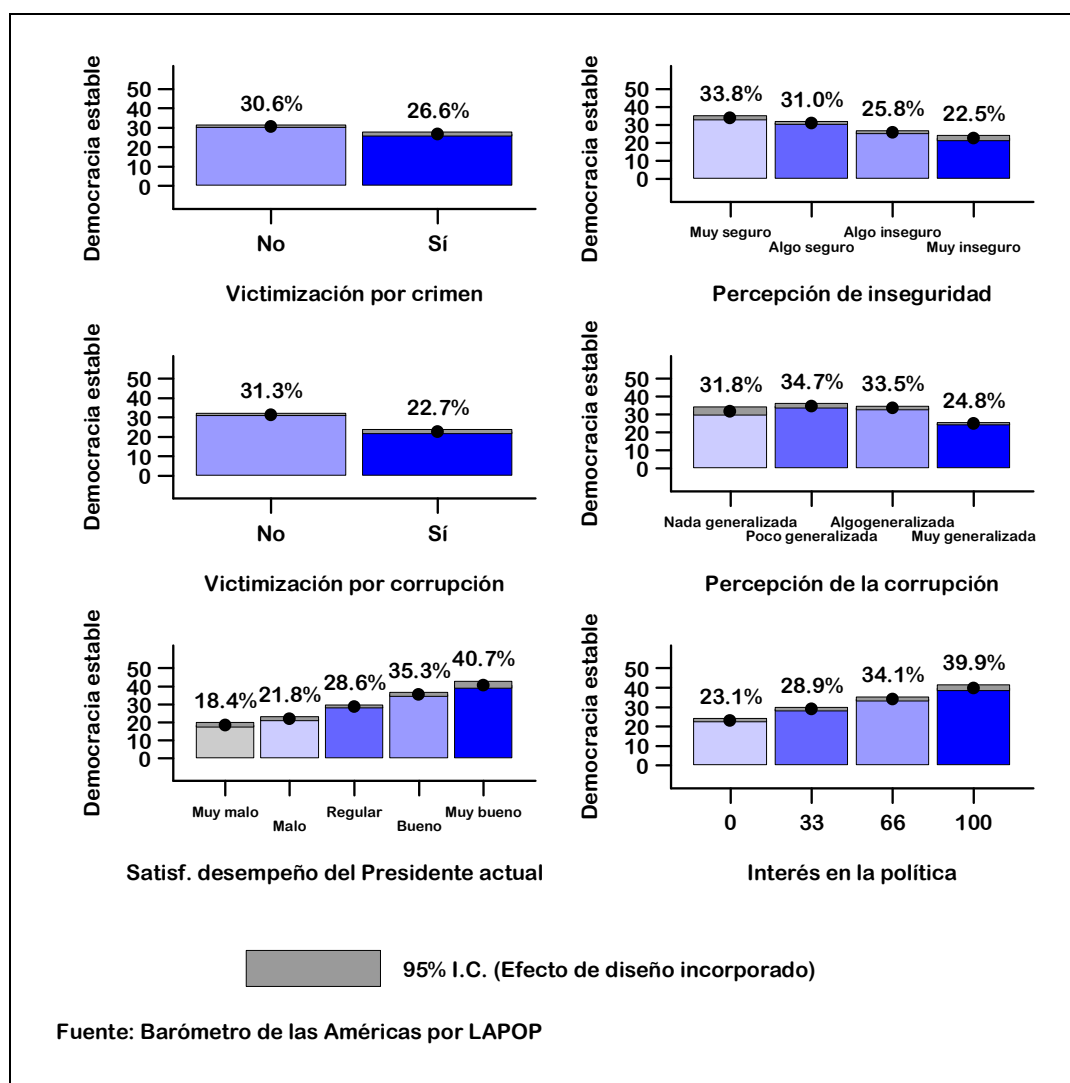 Democracia estable
50
40
30
20
10
0
30.6%
26.6%
No
Sí
Victimización por crimen
Democracia estable
50
40
30
20
10
0
33.8%
31.0%
25.8%
22.5%
Muy seguro
Algo seguro
Algo inseguro
Muy inseguro
Percepción de inseguridad
Democracia estable
50
40
30
20
10
0
31.3%
22.7%
No
Sí
Victimización por corrupción
Democracia estable
50
40
30
20
10
0
31.8%
34.7%
33.5%
24.8%
Nada generalizada
Poco generalizada
Algogeneralizada
Muy generalizada
Percepción de la corrupción
Democracia estable
50
40
30
20
10
0
18.4%
21.8%
28.6%
35.3%
40.7%
Muy malo
Malo
Regular
Bueno
Muy bueno
Satisf. desempeño del Presidente actual
Democracia estable
50
40
30
20
10
0
23.1%
28.9%
34.1%
39.9%
0
33
66
100
Interés en la política
95% I.C. (Efecto de diseño incorporado)
Fuente: Barómetro de las Américas por LAPOP